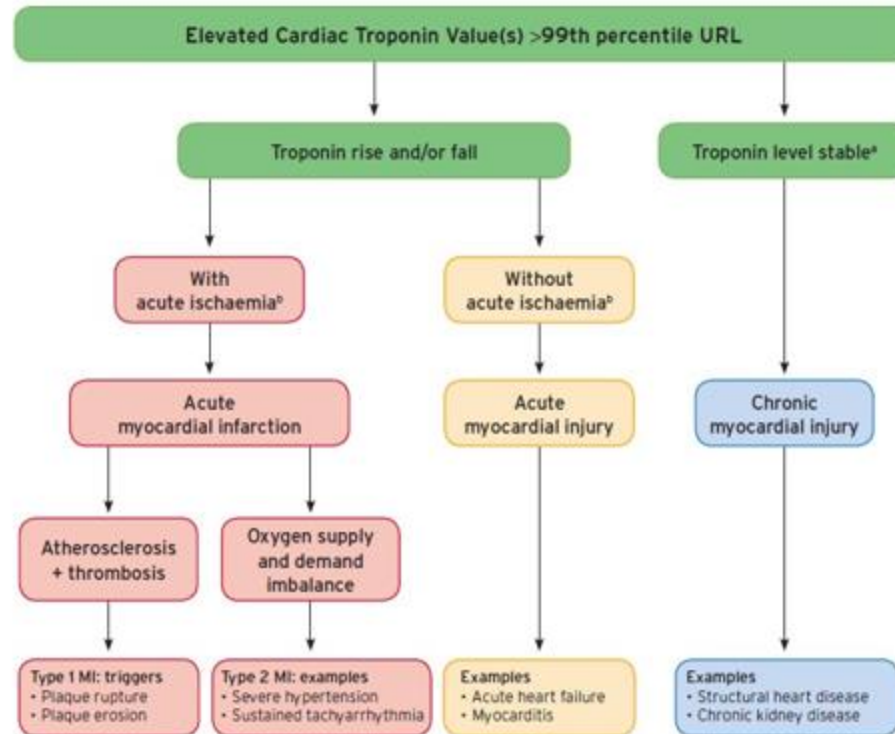 Elevated Cardiac Troponin Value(s) >99th percentile URL
Troponin rise and/or fall
Troponin level stableᵃ
With
acute ischaemiaᵇ
Without
acute ischaemiaᵇ
Acute
myocardial infarction
Acute
myocardial injury
Chronic
myocardial injury
Atherosclerosis
+ thrombosis
Oxygen supply
and demand
imbalance
Type 1 MI: triggers
• Plaque rupture
• Plaque erosion
Type 2 MI: examples
• Severe hypertension
• Sustained tachyarrhythmia
Examples
• Acute heart failure
• Myocarditis
Examples
• Structural heart disease
• Chronic kidney disease